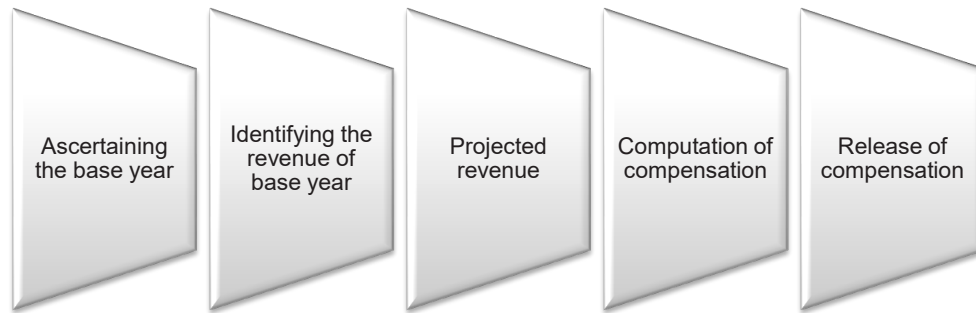 Ascertaining
the base year
Identifying the
revenue of
base year
Projected
revenue
Computation of
compensation
Release of
compensation